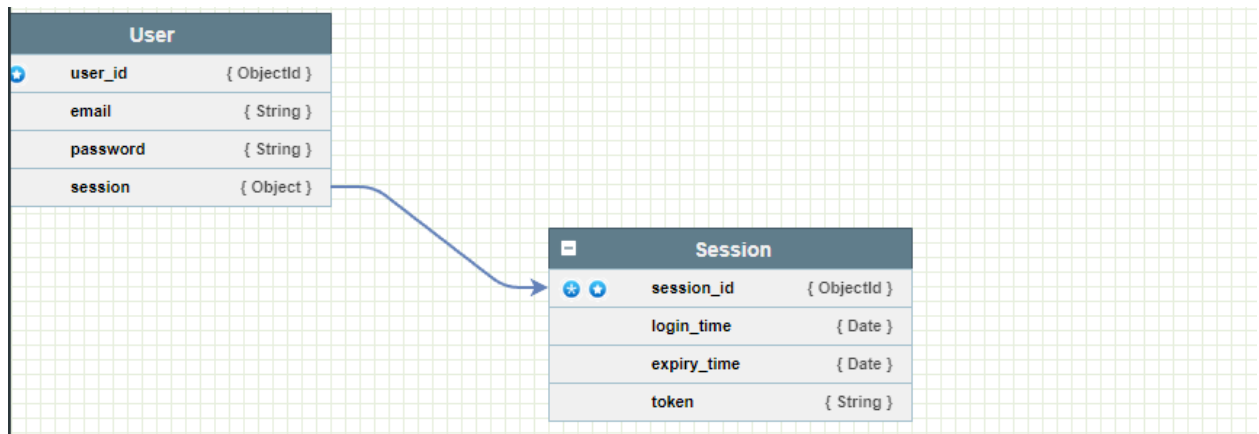 User
user_id { ObjectId }
email { String }
password { String }
session { Object }
Session
session_id { ObjectId }
login_time { Date }
expiry_time { Date }
token { String }